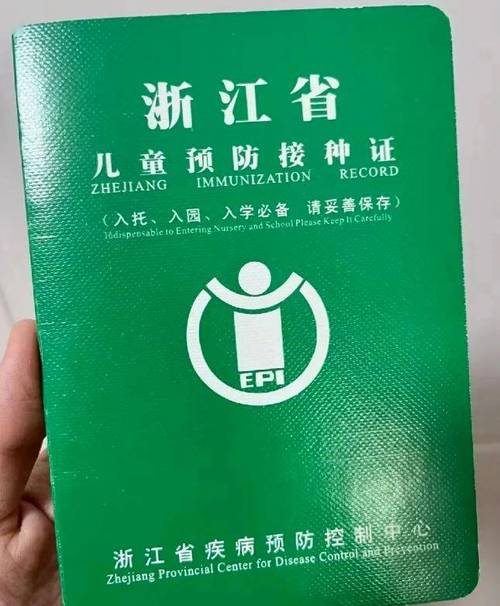 浙江省
儿童预防接种证
ZHEJIANG IMMUNIZATION RECORD
（入托、入园、入学必备 请妥善保存）
Indispensable to Entering Nursery and School Please Keep It Carefully
EPI
浙江省疾病预防控制中心
Zhejiang Provincial Center for Disease Control and Prevention